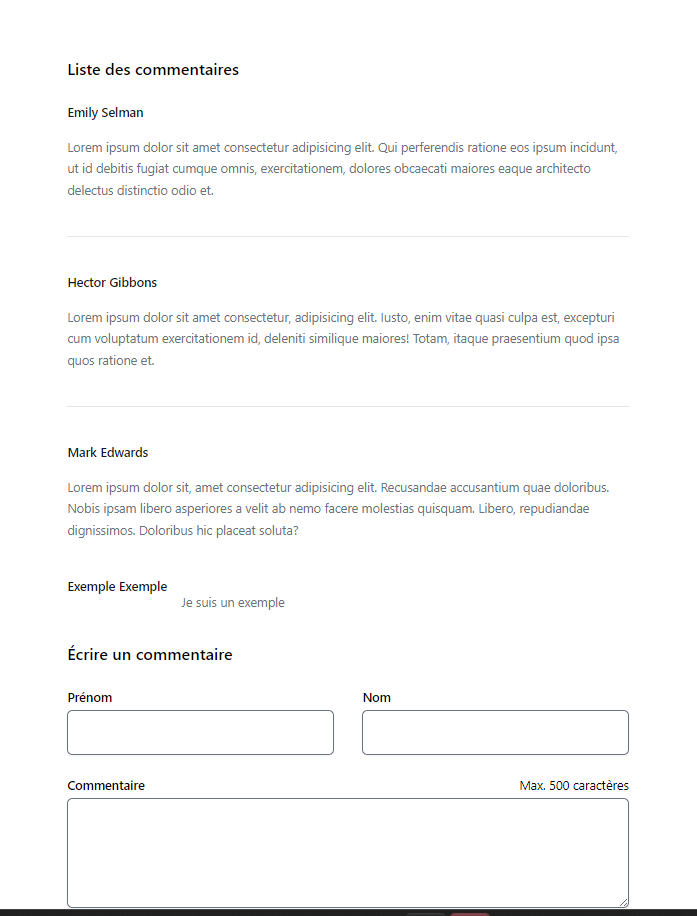 Liste des commentaires
Emily Selman
Lorem ipsum dolor sit amet consectetur adipisicing elit. Qui perferendis ratione eos ipsum incidunt,
ut id debitis fugiat cumque omnis, exercitationem, dolores obcaecati maiores eaque architecto
delectus distinctio odio et.
Hector Gibbons
Lorem ipsum dolor sit amet consectetur, adipisicing elit. Iusto, enim vitae quasi culpa est, excepturi
cum voluptatum exercitationem id, deleniti similique maiores! Totam, itaque praesentium quod ipsa
quos ratione et.
Mark Edwards
Lorem ipsum dolor sit, amet consectetur adipisicing elit. Recusandae accusantium quae doloribus.
Nobis ipsam libero asperiores a velit ab nemo facere molestias quisquam. Libero, repudiandae
dignissimos. Doloribus hic placeat soluta?
Exemple Exemple
Je suis un exemple
Écrire un commentaire
Prénom Nom
Commentaire Max. 500 caractères